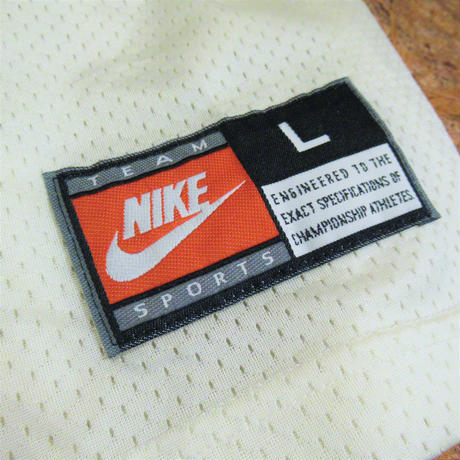 TEAM
NIKE
SPORTS
L
ENGINEERED TO THE
EXACT SPECIFICATIONS OF
CHAMPIONSHIP ATHLETES.